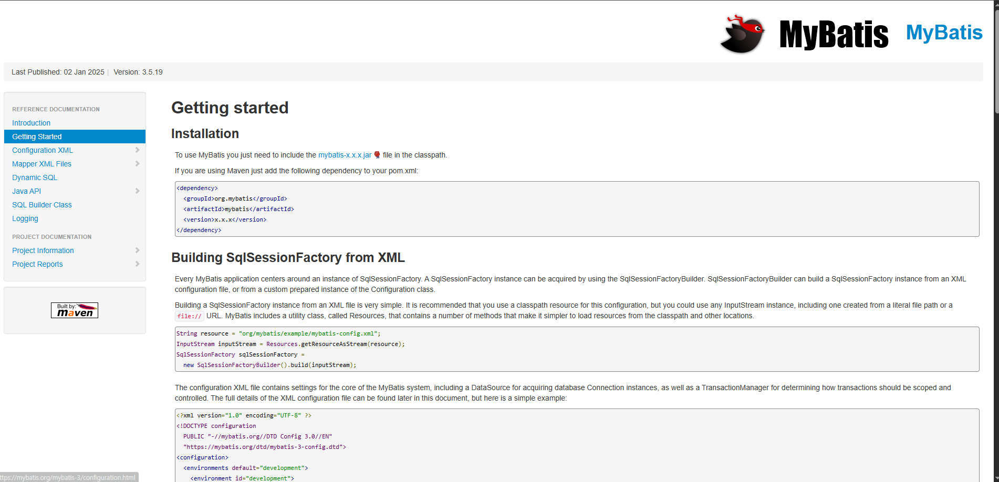 MyBatis MyBatis
Last Published: 02 Jan 2025 | Version: 3.5.19
REFERENCE DOCUMENTATION
Introduction
Getting Started
Configuration XML
Mapper XML Files
Dynamic SQL
Java API
SQL Builder Class
Logging
PROJECT DOCUMENTATION
Project Information
Project Reports
Built by:
maven
Getting started
Installation
To use MyBatis you just need to include the mybatis-x.x.x.jar file in the classpath.
If you are using Maven just add the following dependency to your pom.xml:
<dependency>
  <groupId>org.mybatis</groupId>
  <artifactId>mybatis</artifactId>
  <version>x.x.x</version>
</dependency>
Building SqlSessionFactory from XML
Every MyBatis application centers around an instance of SqlSessionFactory. A SqlSessionFactory instance can be acquired by using the SqlSessionFactoryBuilder. SqlSessionFactoryBuilder can build a SqlSessionFactory instance from an XML
configuration file, or from a custom prepared instance of the Configuration class.
Building a SqlSessionFactory instance from an XML file is very simple. It is recommended that you use a classpath resource for this configuration, but you could use any InputStream instance, including one created from a literal file path or a
file:// URL. MyBatis includes a utility class, called Resources, that contains a number of methods that make it simpler to load resources from the classpath and other locations.
String resource = "org/mybatis/example/mybatis-config.xml";
InputStream inputStream = Resources.getResourceAsStream(resource);
SqlSessionFactory sqlSessionFactory =
  new SqlSessionFactoryBuilder().build(inputStream);
The configuration XML file contains settings for the core of the MyBatis system, including a DataSource for acquiring database Connection instances, as well as a TransactionManager for determining how transactions should be scoped and
controlled. The full details of the XML configuration file can be found later in this document, but here is a simple example:
<?xml version="1.0" encoding="UTF-8" ?>
<!DOCTYPE configuration
  PUBLIC "-//mybatis.org//DTD Config 3.0//EN"
  "https://mybatis.org/dtd/mybatis-3-config.dtd">
<configuration>
  <environments default="development">
    <environment id="development">
ttps://mybatis.org/mybatis-3/configuration.html